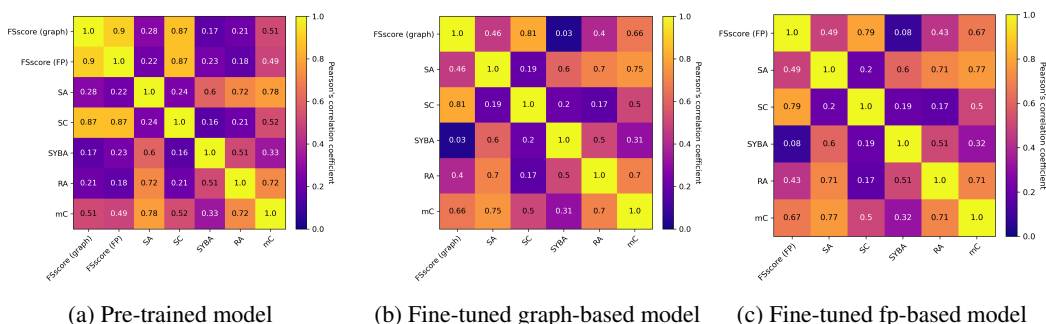 FSscore (graph) 1.0 0.9 0.28 0.87 0.17 0.21 0.51
FSscore (FP) 0.9 1.0 0.22 0.87 0.23 0.18 0.49
SA 0.28 0.22 1.0 0.24 0.6 0.72 0.78
SC 0.87 0.87 0.24 1.0 0.16 0.21 0.52
SYBA 0.17 0.23 0.6 0.16 1.0 0.51 0.33
RA 0.21 0.18 0.72 0.21 0.51 1.0 0.72
mC 0.51 0.49 0.78 0.52 0.33 0.72 1.0
FSscore (graph) FSscore (FP) SA SC SYBA RA mC
1.0
0.8
0.6
0.4
0.2
0.0
Pearson's correlation coefficient
(a) Pre-trained model
FSscore (graph) 1.0 0.46 0.81 0.03 0.4 0.66
SA 0.46 1.0 0.19 0.6 0.7 0.75
SC 0.81 0.19 1.0 0.2 0.17 0.5
SYBA 0.03 0.6 0.2 1.0 0.5 0.31
RA 0.4 0.7 0.17 0.5 1.0 0.7
mC 0.66 0.75 0.5 0.31 0.7 1.0
FSscore (graph) SA SC SYBA RA mC
1.0
0.8
0.6
0.4
0.2
0.0
Pearson's correlation coefficient
(b) Fine-tuned graph-based model
FSscore (FP) 1.0 0.49 0.79 0.08 0.43 0.67
SA 0.49 1.0 0.2 0.6 0.71 0.77
SC 0.79 0.2 1.0 0.19 0.17 0.5
SYBA 0.08 0.6 0.19 1.0 0.51 0.32
RA 0.43 0.71 0.17 0.51 1.0 0.71
mC 0.67 0.77 0.5 0.32 0.71 1.0
FSscore (FP) SA SC SYBA RA mC
1.0
0.8
0.6
0.4
0.2
0.0
Pearson's correlation coefficient
(c) Fine-tuned fp-based model